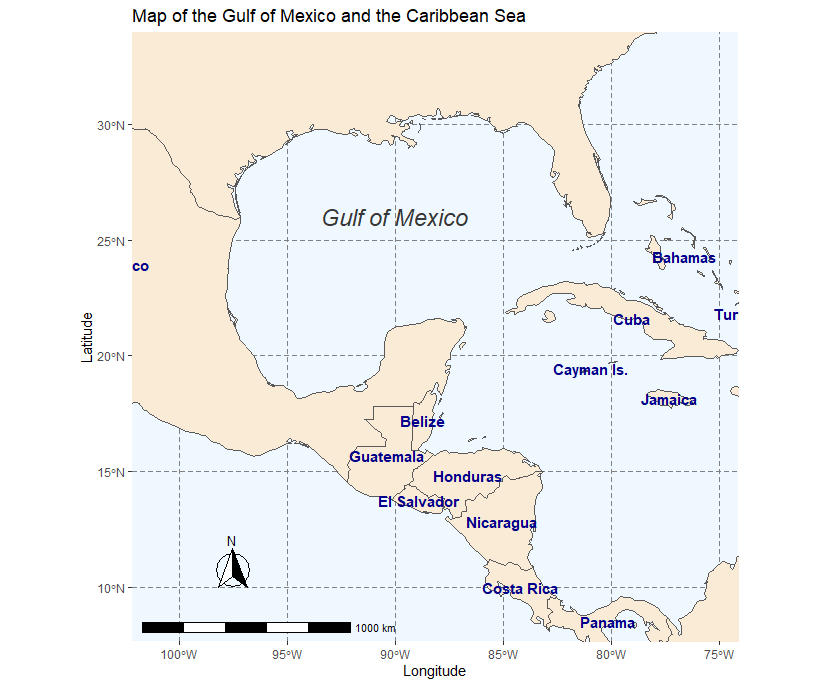 Map of the Gulf of Mexico and the Caribbean Sea
30°N
Gulf of Mexico
25°N
Bahamas
co
Tur
Cuba
Latitude
20°N
Cayman Is.
Jamaica
Belize
Guatemala
15°N
Honduras
El Salvador
Nicaragua
N
10°N
Costa Rica
Panama
1000 km
100°W 95°W 90°W 85°W 80°W 75°W
Longitude